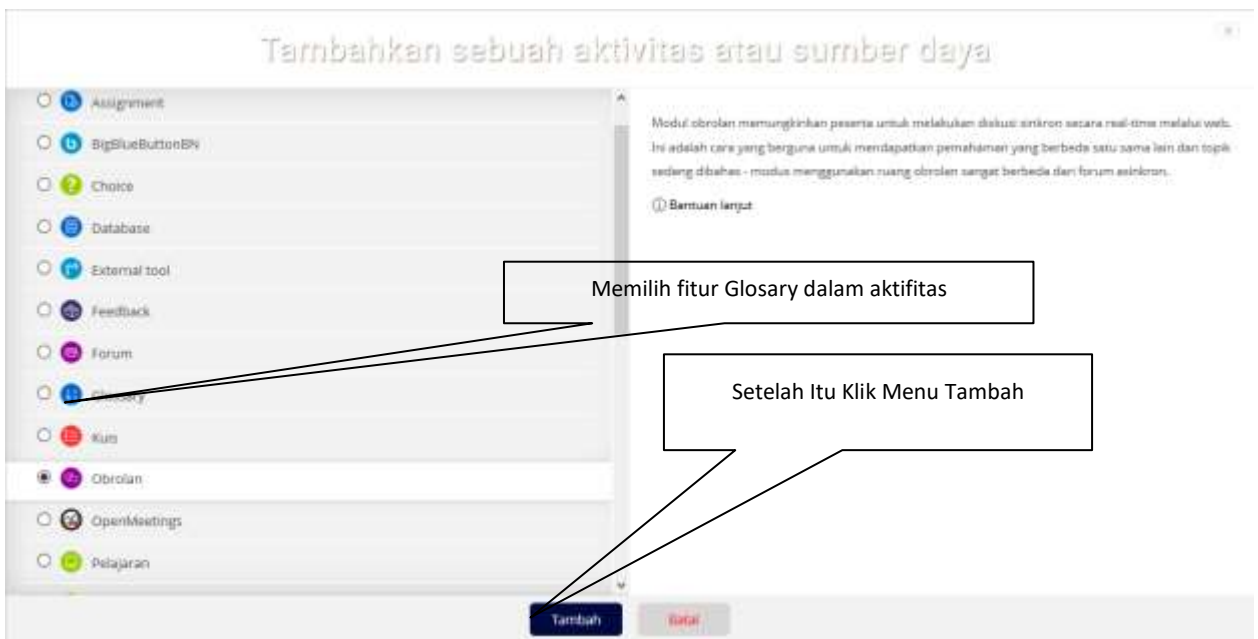 Tambahkan sebuah aktivitas atau sumber daya
Assignment
BigBlueButtonBN
Choice
Database
External tool
Feedback
Forum
Glossary
Kuis
Obrolan
OpenMeetings
Pelajaran
Modul obrolan memungkinkan peserta untuk melakukan diskusi sinkron secara real-time melalui web.
Ini adalah cara yang berguna untuk mendapatkan pemahaman yang berbeda satu sama lain dan topik
sedang dibahas - modus menggunakan ruang obrolan sangat berbeda dari forum asinkron.
Bantuan lanjut
Memilih fitur Glosary dalam aktifitas
Setelah Itu Klik Menu Tambah
Tambah
Batal